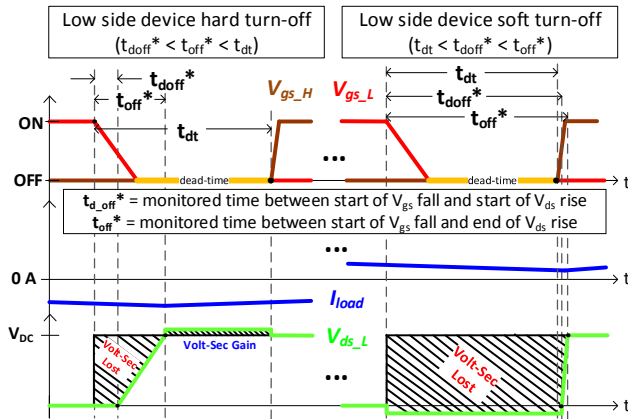 Low side device hard turn-off
(tdoff* < toff* < tdt)
Low side device soft turn-off
(tdt < tdoff* < toff*)
tdoff*
toff*
tdt
Vgs_H
Vgs_L
tdt
tdoff*
toff*
ON
OFF
dead-time
...
dead-time
t
td_off* = monitored time between start of Vgs fall and start of Vds rise
toff* = monitored time between start of Vgs fall and end of Vds rise
...
0 A
t
Iload
VDC
Volt-Sec Lost
Volt-Sec Gain
Vds_L
...
Volt-Sec
Lost
t